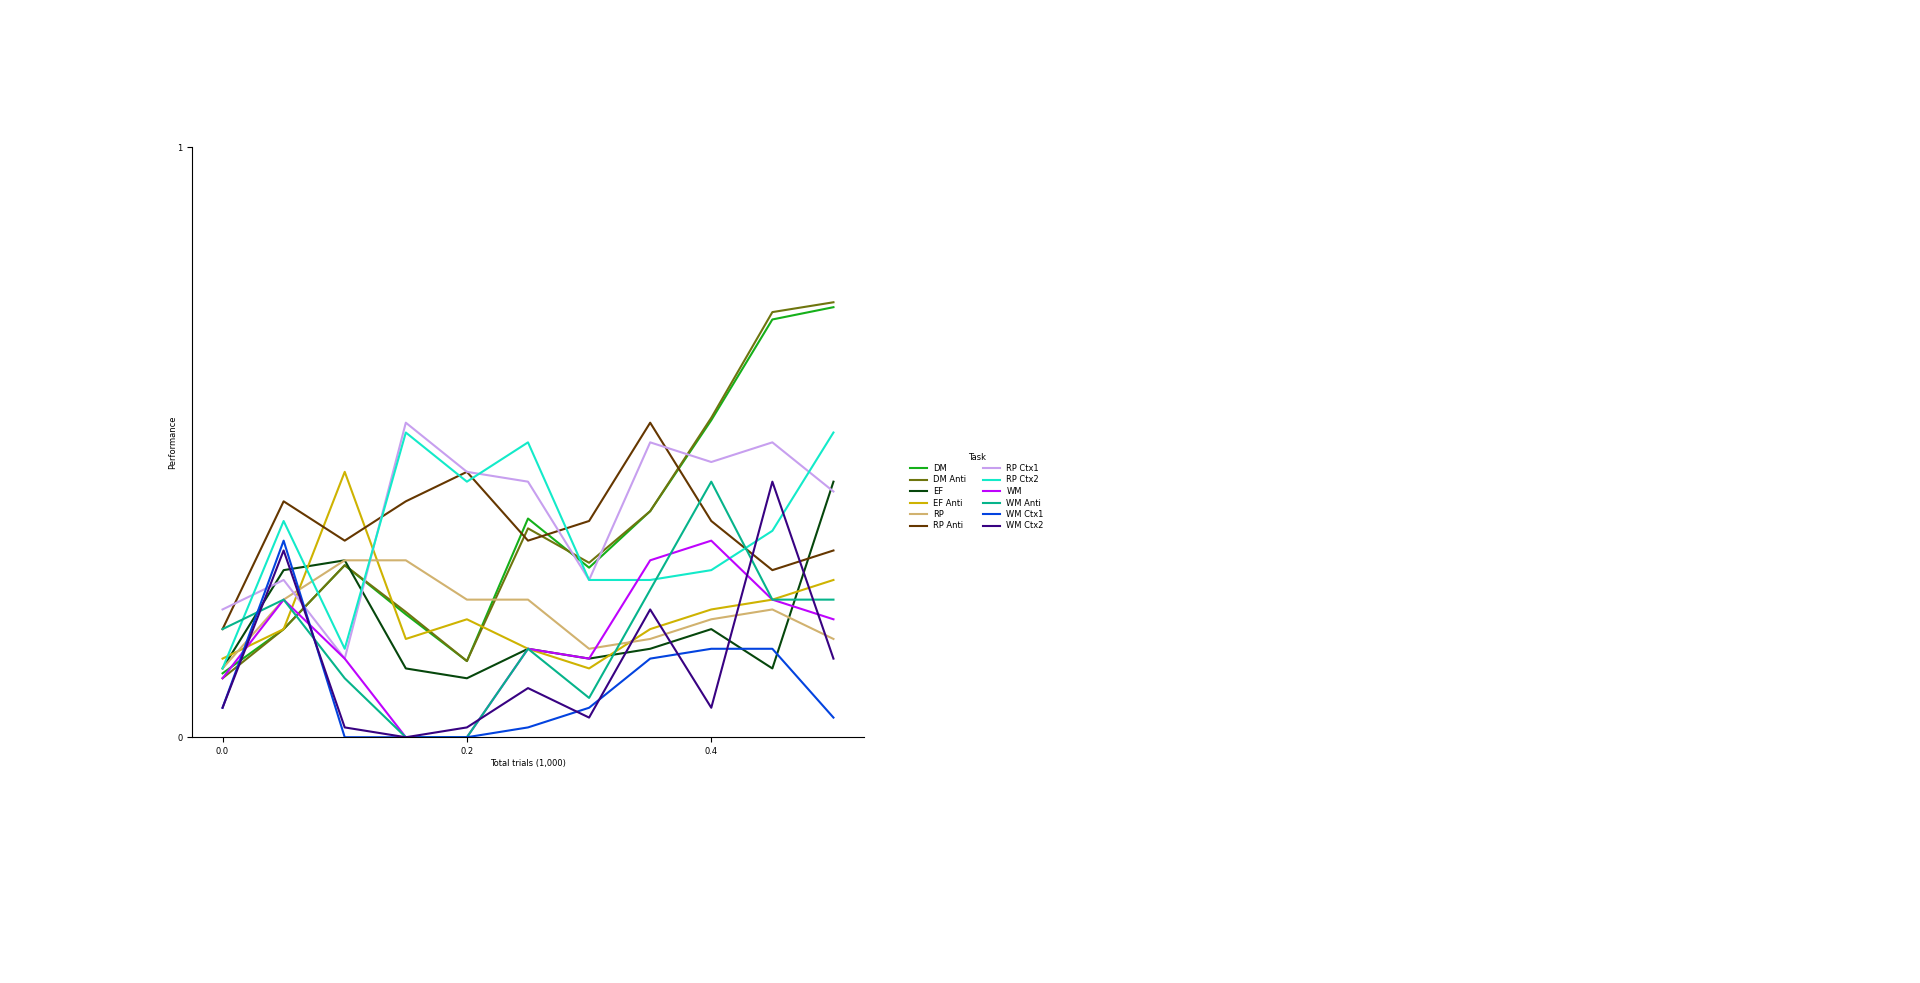 1
Performance
0
0.0
0.2
0.4
Total trials (1,000)
Task
DM
DM Anti
EF
EF Anti
RP
RP Anti
RP Ctx1
RP Ctx2
WM
WM Anti
WM Ctx1
WM Ctx2